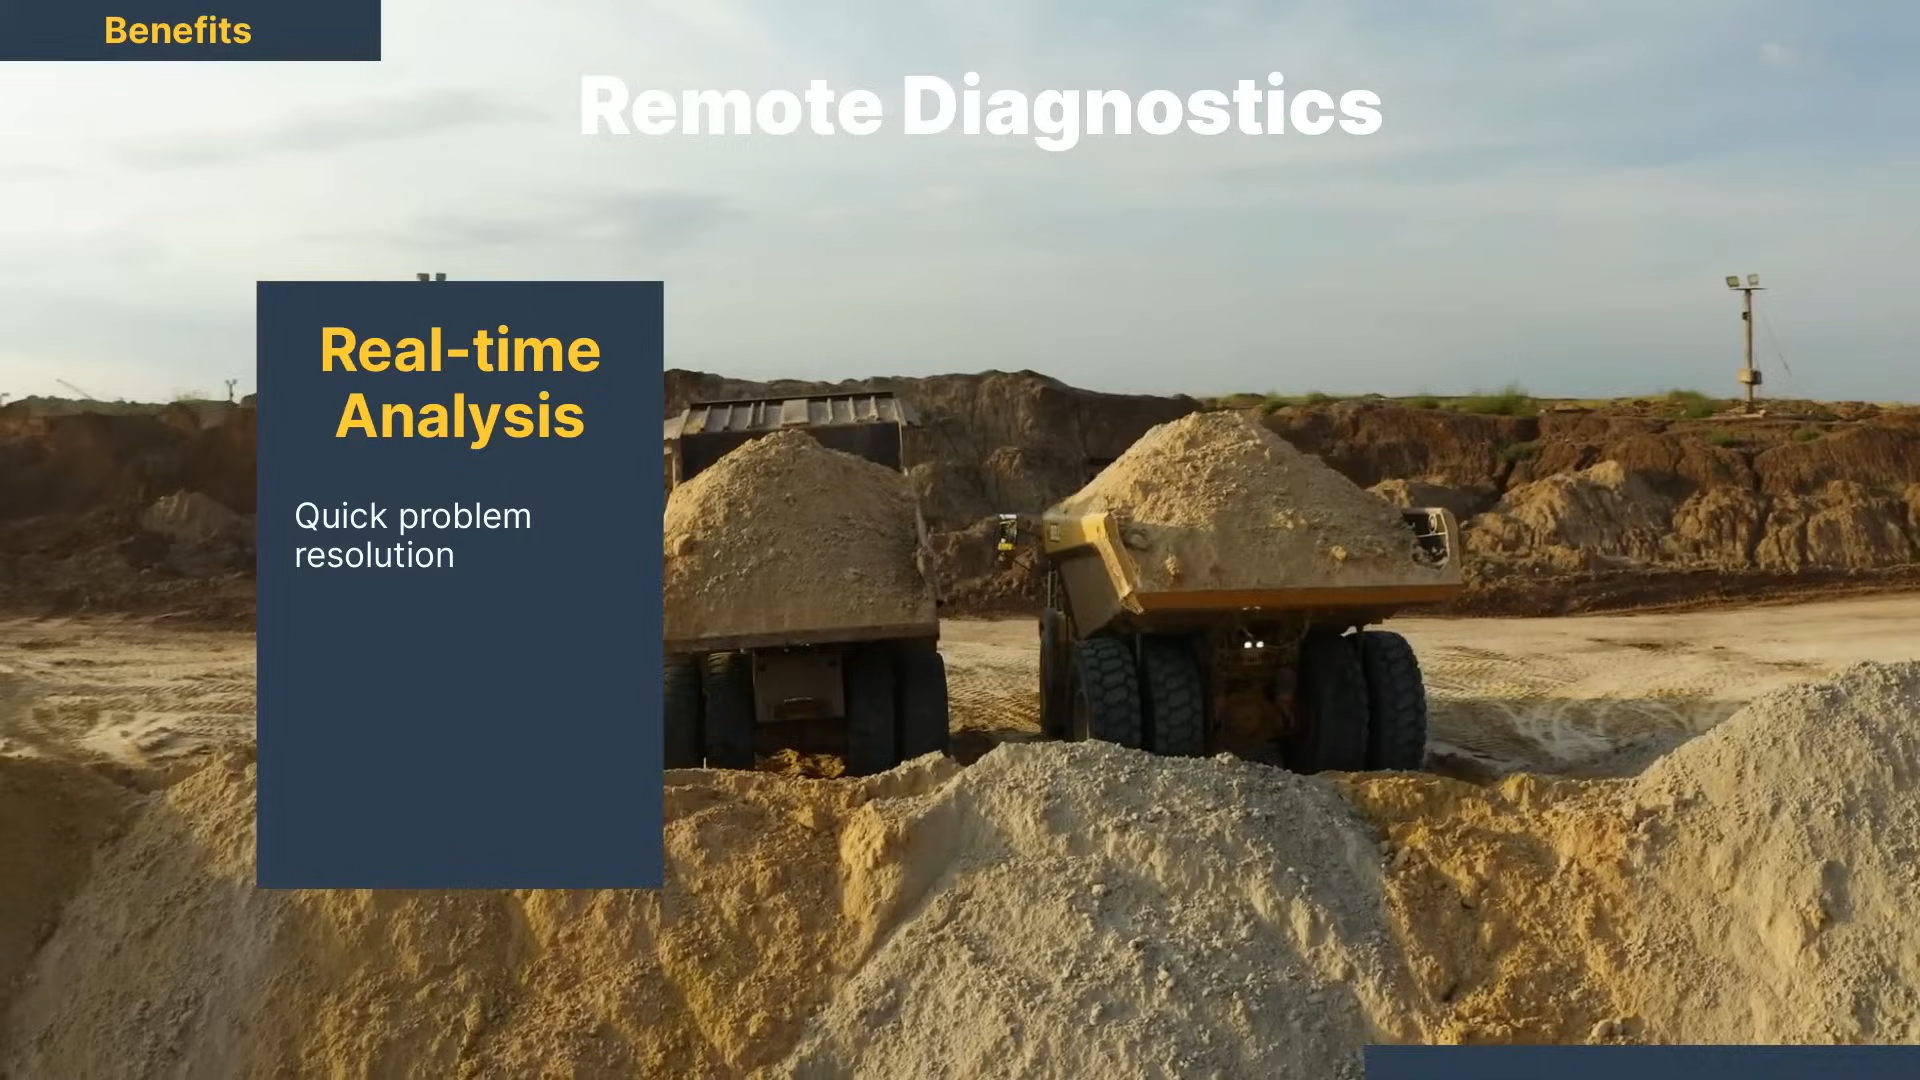 Benefits
Remote Diagnostics
Real-time
Analysis
Quick problem
resolution